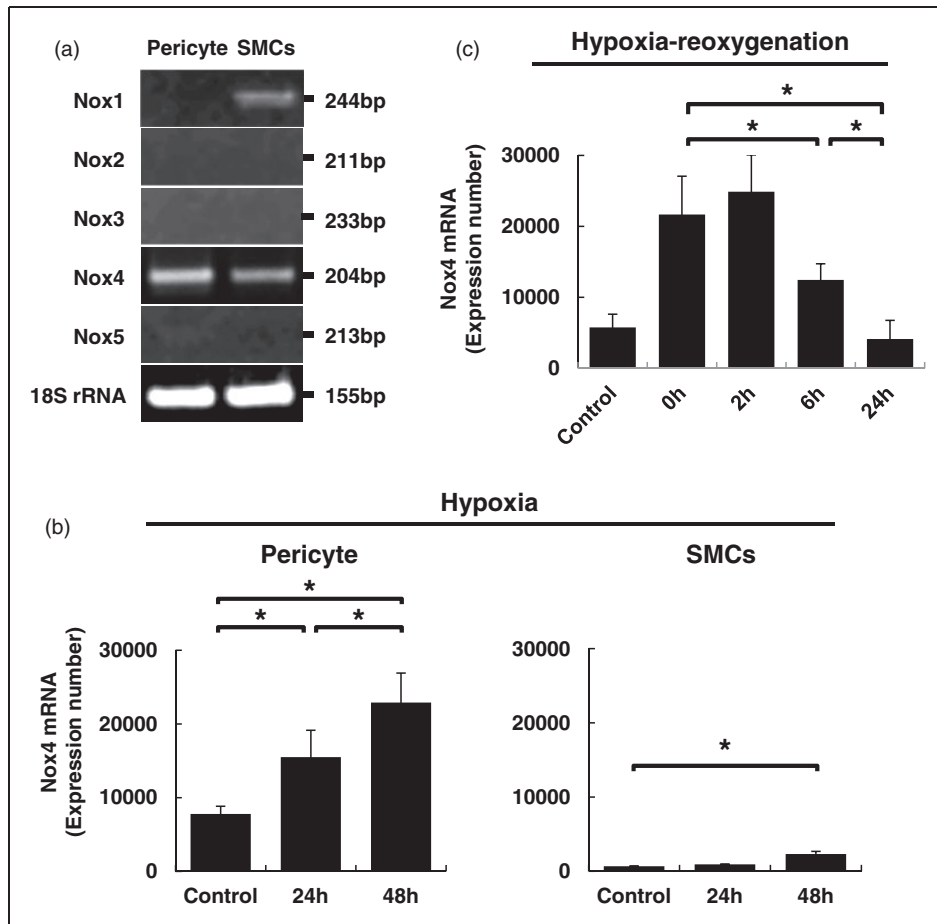 (a)
Pericyte SMCs
Nox1 244bp
Nox2 211bp
Nox3 233bp
Nox4 204bp
Nox5 213bp
18S rRNA 155bp
(c)
Hypoxia-reoxygenation
*
* *
Nox4 mRNA
(Expression number)
30000
20000
10000
0
Control 0h 2h 6h 24h
(b)
Hypoxia
Pericyte
*
* *
Nox4 mRNA
(Expression number)
30000
20000
10000
0
Control 24h 48h
SMCs
*
30000
20000
10000
0
Control 24h 48h